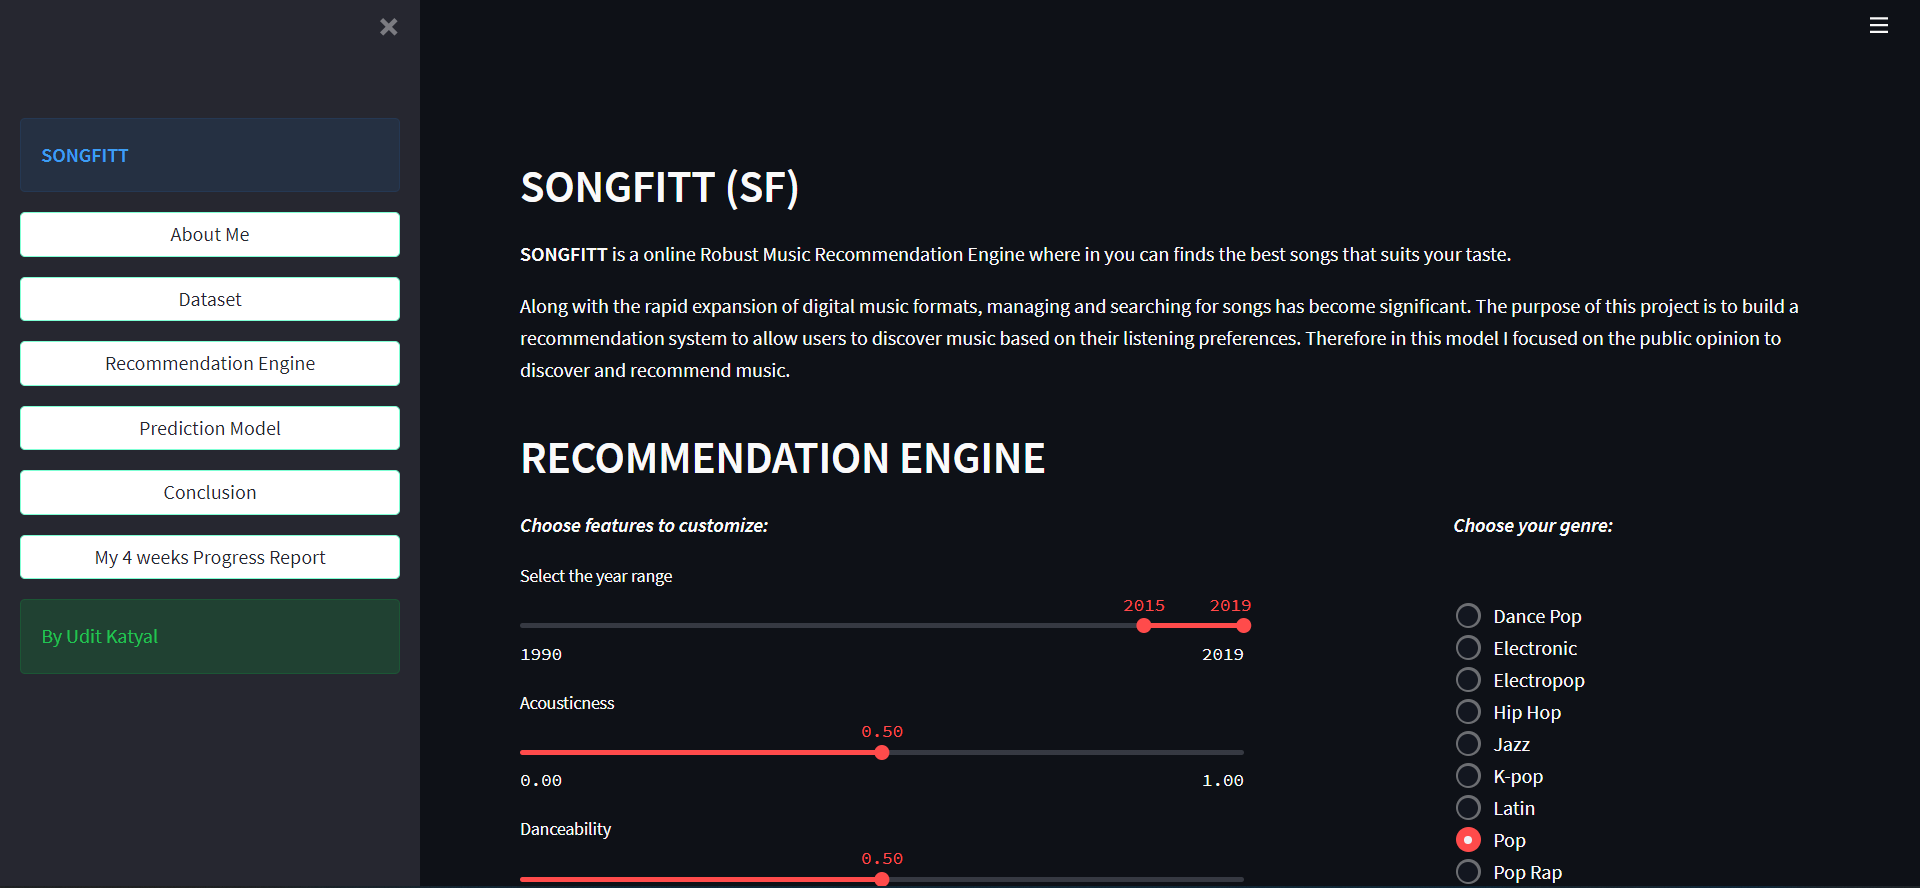 SONGFITT
About Me
Dataset
Recommendation Engine
Prediction Model
Conclusion
My 4 weeks Progress Report
By Udit Katyal
SONGFITT (SF)
SONGFITT is a online Robust Music Recommendation Engine where in you can finds the best songs that suits your taste.
Along with the rapid expansion of digital music formats, managing and searching for songs has become significant. The purpose of this project is to build a
recommendation system to allow users to discover music based on their listening preferences. Therefore in this model I focused on the public opinion to
discover and recommend music.
RECOMMENDATION ENGINE
Choose features to customize:
Select the year range
2015 2019
1990 2019
Acousticness
0.50
0.00 1.00
Danceability
0.50
Choose your genre:
Dance Pop
Electronic
Electropop
Hip Hop
Jazz
K-pop
Latin
Pop
Pop Rap